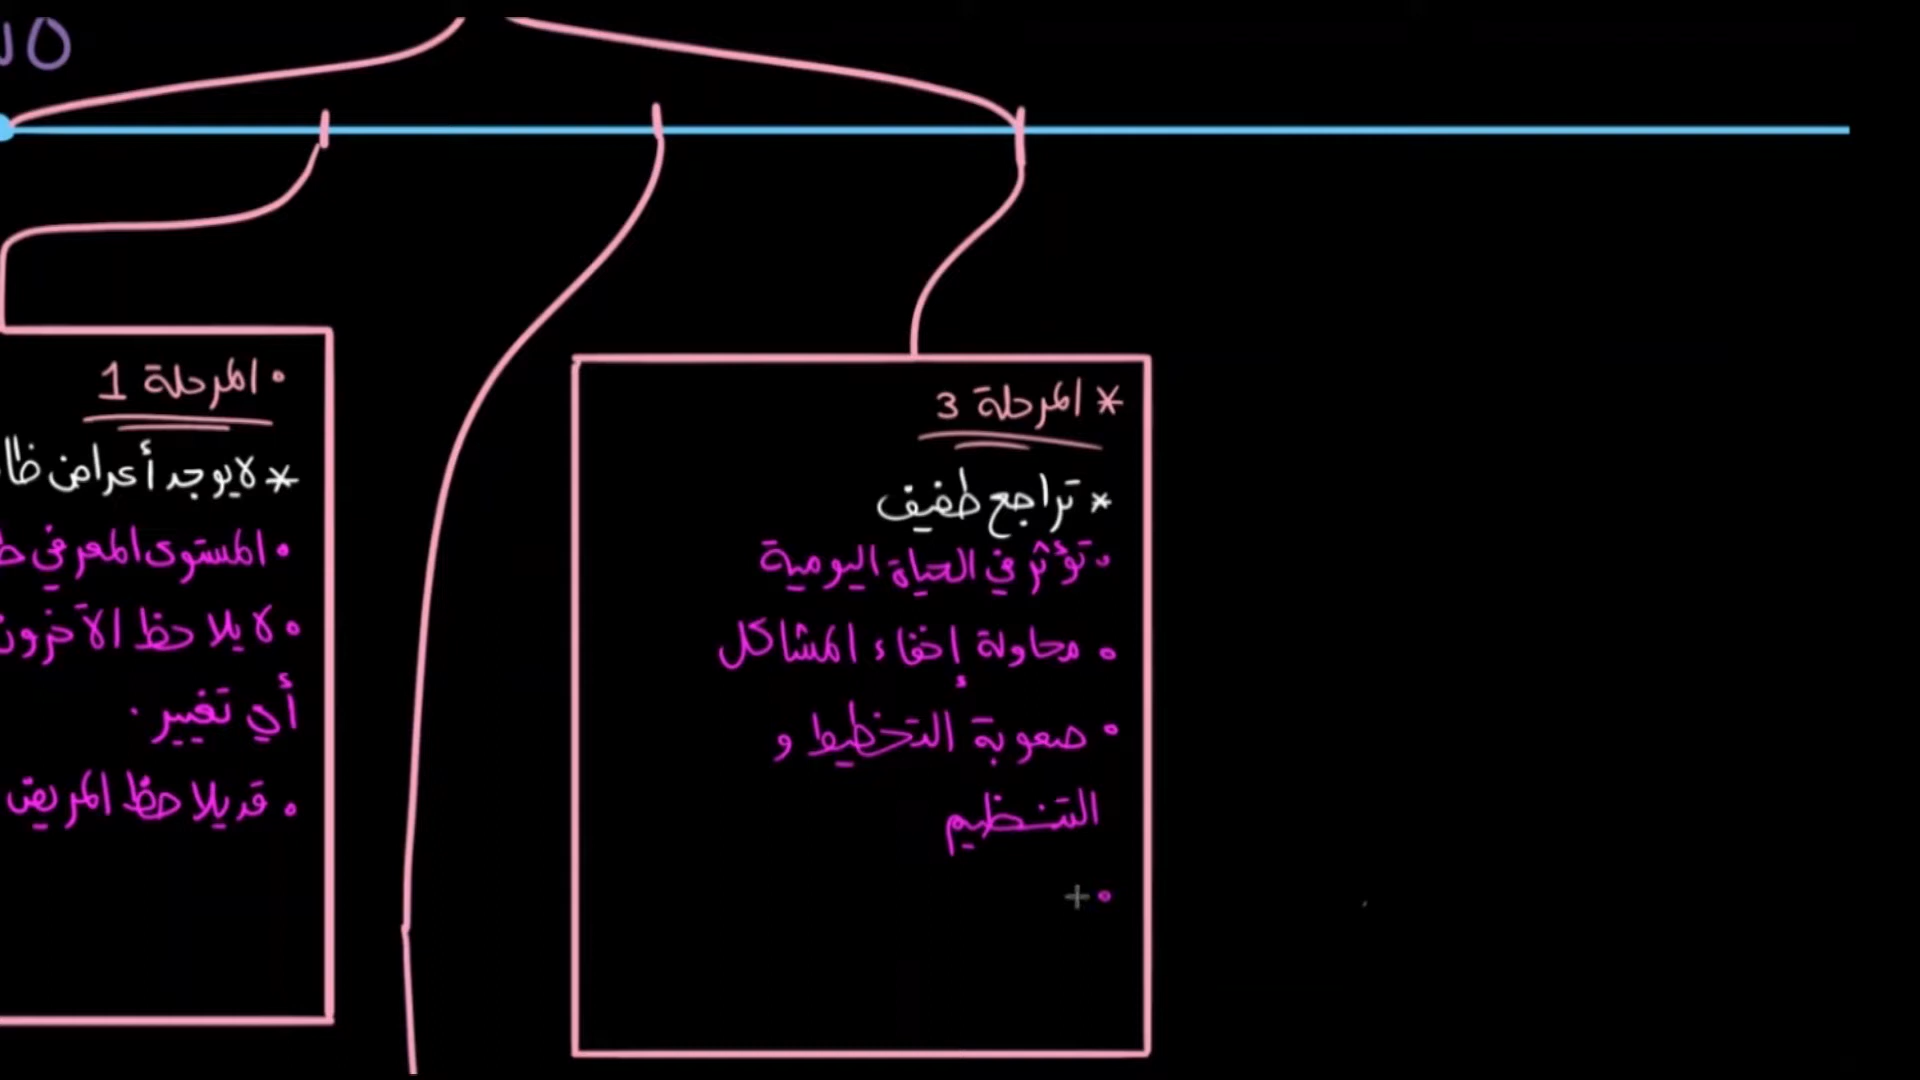 * المرحلة 3
* تراجع طفيف
• تؤثر في الحياة اليومية
• محاولة إخفاء المشاكل
• صعوبة التخطيط و
التنظيم
•
• المرحلة 1
* لا يوجد أعراض
• المستوى المعرفي
• لا يلاحظ الآخرون
أي تغيير.
• قد يلاحظ المريض